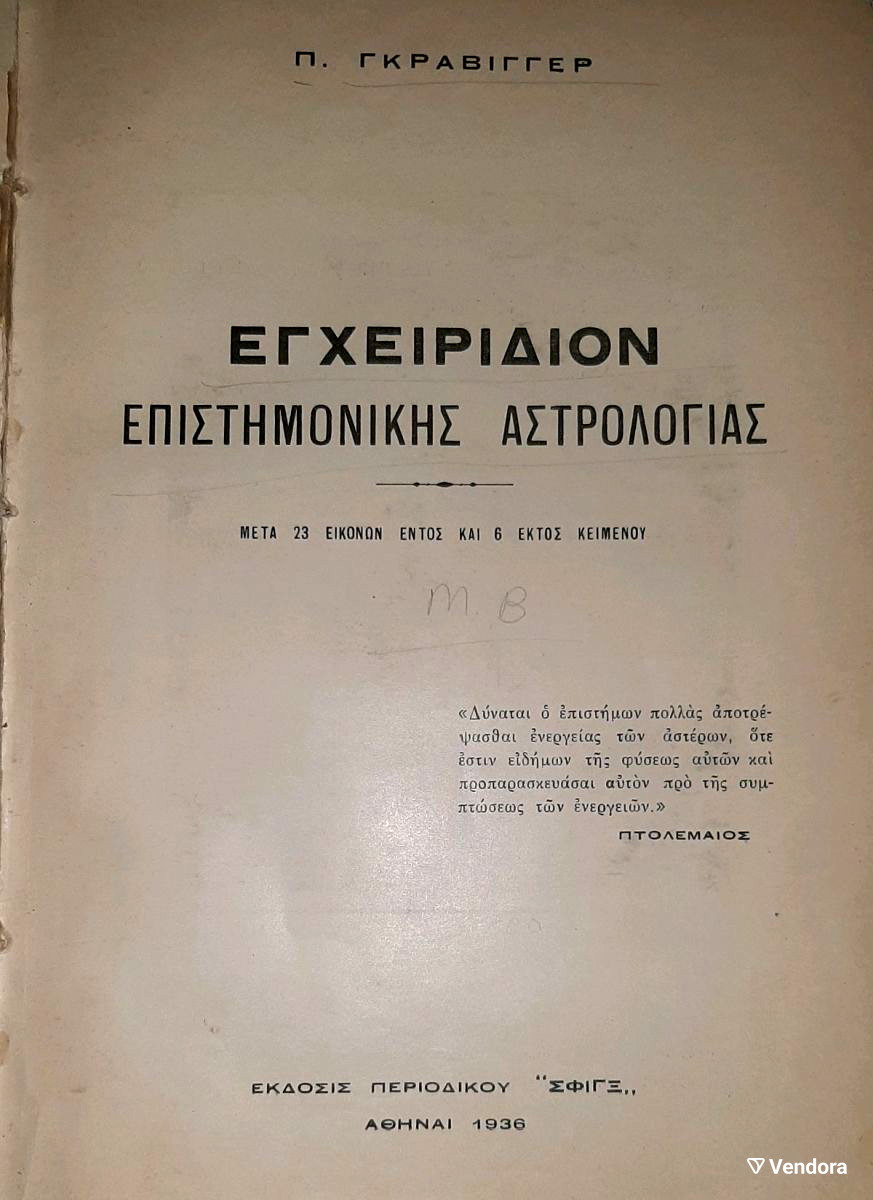 Π. ΓΚΡΑΒΙΓΓΕΡ
ΕΓΧΕΙΡΙΔΙΟΝ
ΕΠΙΣΤΗΜΟΝΙΚΗΣ ΑΣΤΡΟΛΟΓΙΑΣ
ΜΕΤΑ 23 ΕΙΚΟΝΩΝ ΕΝΤΟΣ ΚΑΙ 6 ΕΚΤΟΣ ΚΕΙΜΕΝΟΥ
M. B
«Δύναται ὁ ἐπιστήμων πολλὰς ἀποτρέ-
ψασθαι ἐνεργείας τῶν ἀστέρων, ὅτε
ἐστιν εἰδήμων τῆς φύσεως αὐτῶν καὶ
προπαρασκευάσαι αὐτὸν πρὸ τῆς συμ-
πτώσεως τῶν ἐνεργειῶν.»
ΠΤΟΛΕΜΑΙΟΣ
ΕΚΔΟΣΙΣ ΠΕΡΙΟΔΙΚΟΥ "ΣΦΙΓΞ,,
ΑΘΗΝΑΙ 1936
Vendora